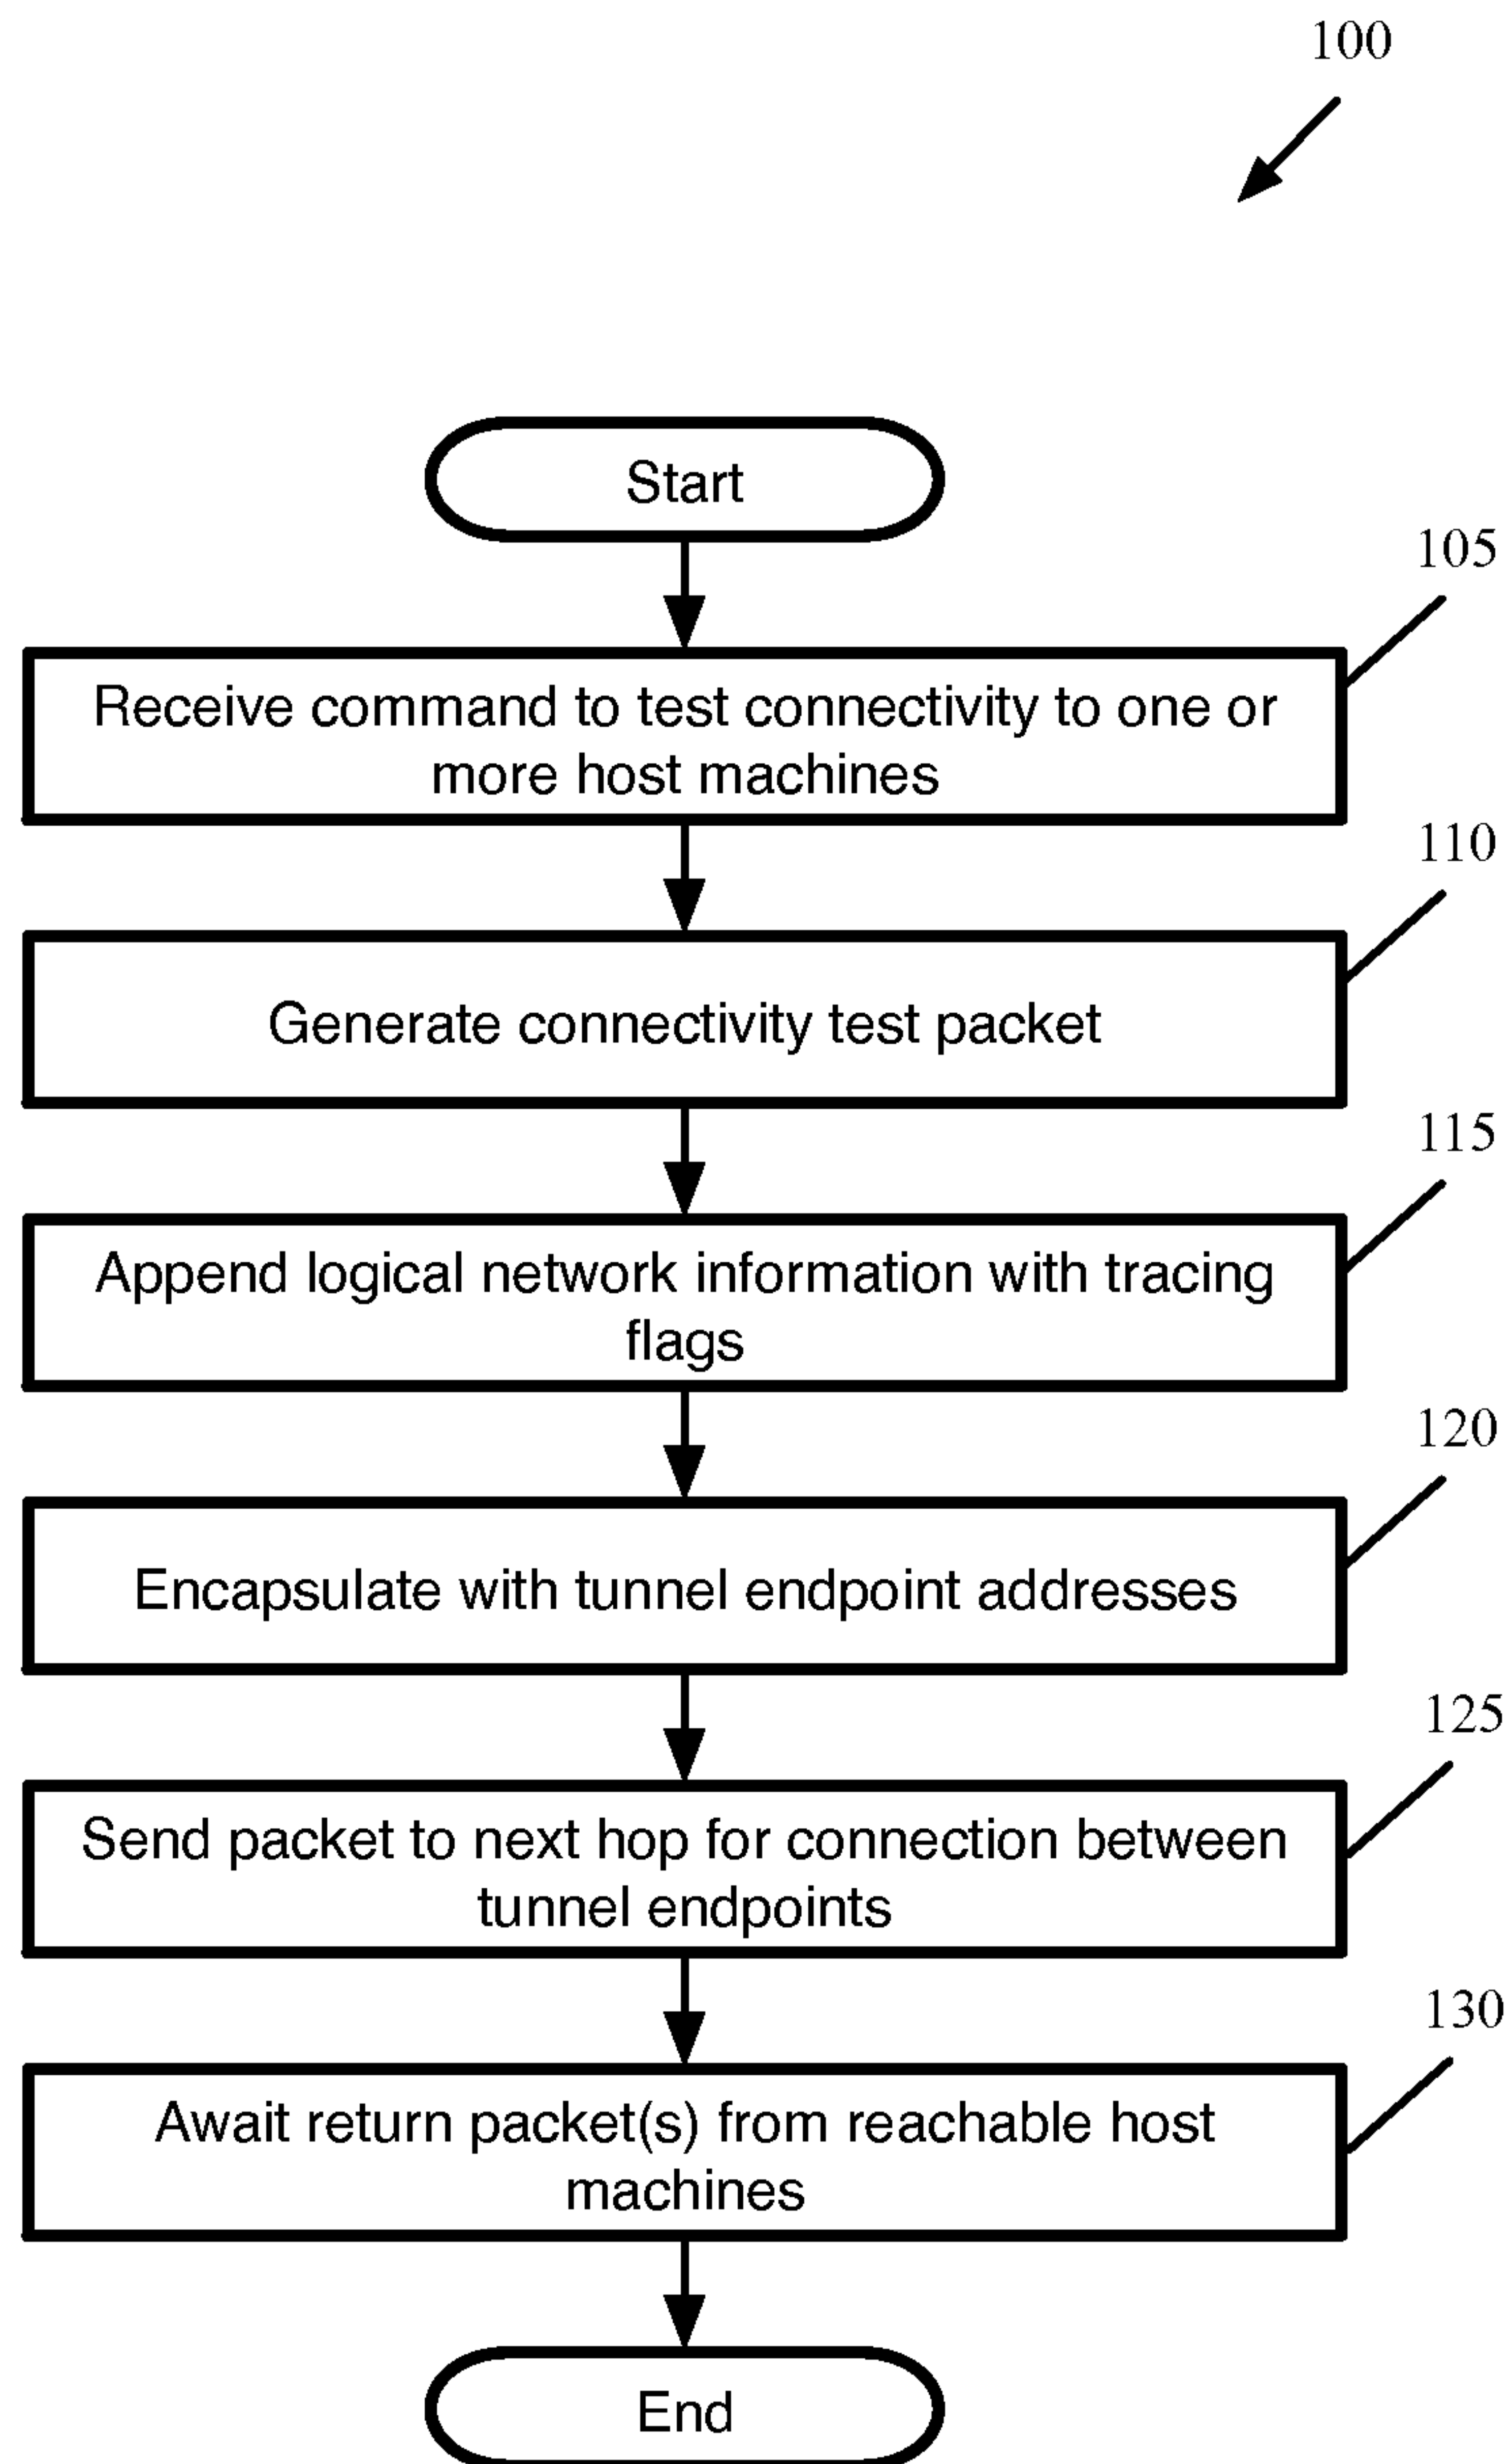 100
Start
105
Receive command to test connectivity to one or
more host machines
110
Generate connectivity test packet
115
Append logical network information with tracing
flags
120
Encapsulate with tunnel endpoint addresses
125
Send packet to next hop for connection between
tunnel endpoints
130
Await return packet(s) from reachable host
machines
End